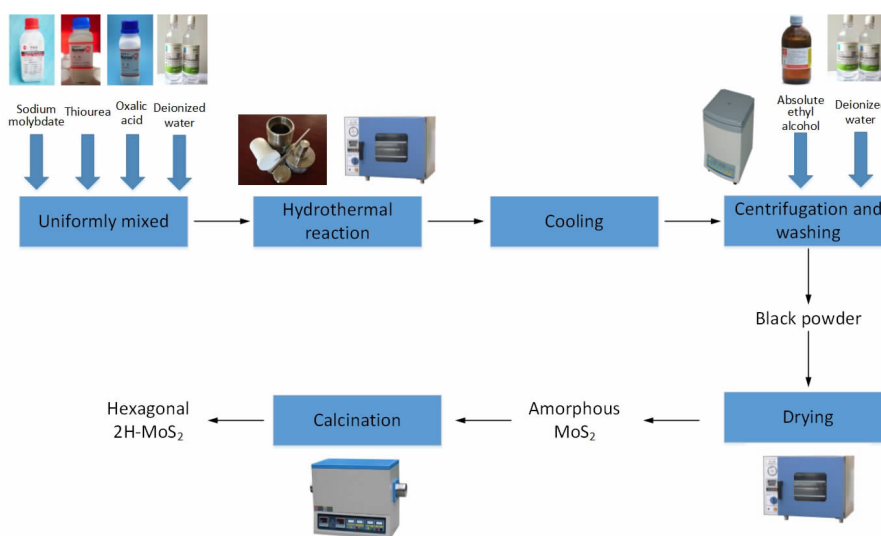 Sodium
molybdate
Thiourea
Oxalic
acid
Deionized
water
Absolute
ethyl
alcohol
Deionized
water
Uniformly mixed
Hydrothermal
reaction
Cooling
Centrifugation and
washing
Black powder
Hexagonal
2H-MoS₂
Calcination
Amorphous
MoS₂
Drying